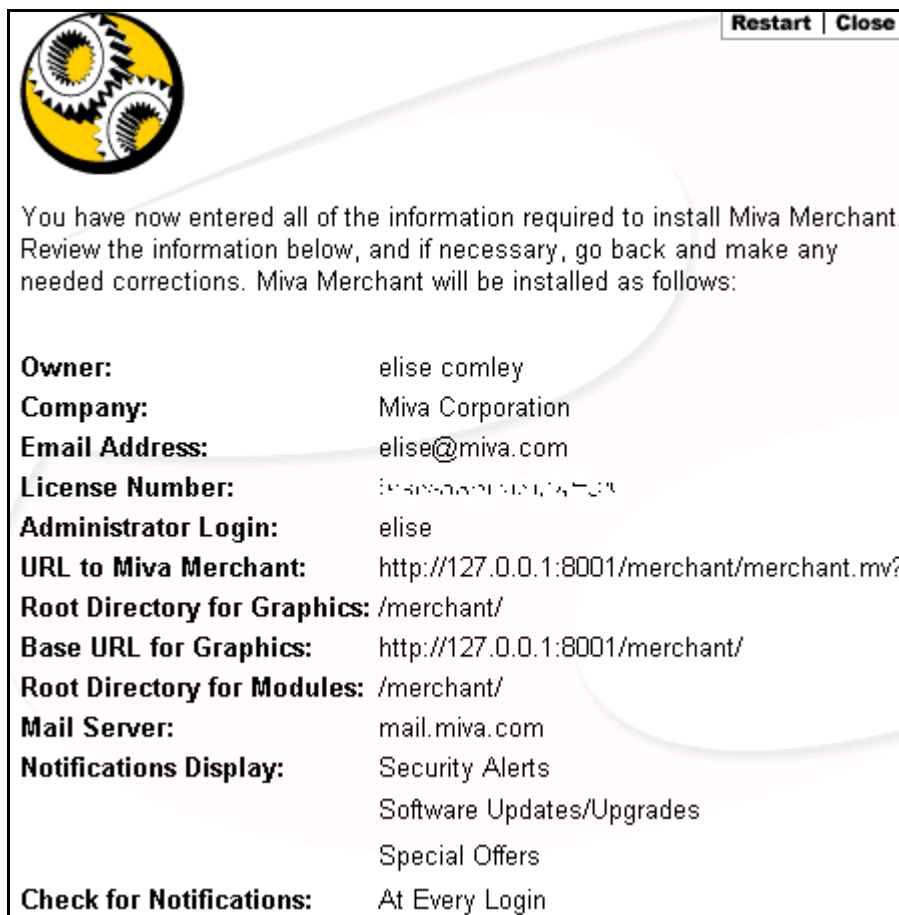 Restart | Close
You have now entered all of the information required to install Miva Merchant.
Review the information below, and if necessary, go back and make any
needed corrections. Miva Merchant will be installed as follows:
Owner: elise comley
Company: Miva Corporation
Email Address: elise@miva.com
License Number:
Administrator Login: elise
URL to Miva Merchant: http://127.0.0.1:8001/merchant/merchant.mv?
Root Directory for Graphics: /merchant/
Base URL for Graphics: http://127.0.0.1:8001/merchant/
Root Directory for Modules: /merchant/
Mail Server: mail.miva.com
Notifications Display: Security Alerts
Software Updates/Upgrades
Special Offers
Check for Notifications: At Every Login